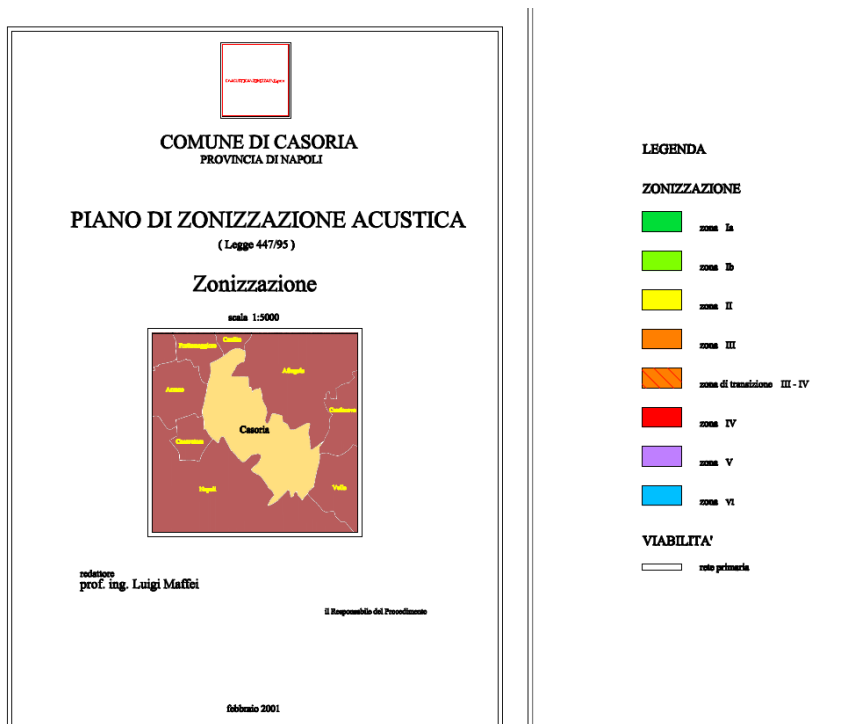 COMUNE DI CASORIA
PROVINCIA DI NAPOLI
PIANO DI ZONIZZAZIONE ACUSTICA
( Legge 447/95 )
Zonizzazione
scala 1:5000
Casoria
Afragola
Arzano
Napoli
Volla
redattore
prof. ing. Luigi Maffei
il Responsabile del Procedimento
febbraio 2001
LEGENDA
ZONIZZAZIONE
zona Ia
zona Ib
zona II
zona III
zona di transizione III - IV
zona IV
zona V
zona VI
VIABILITA'
rete primaria